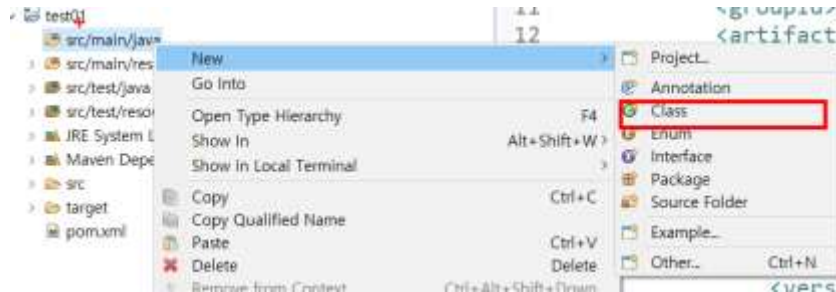 test01
src/main/java
src/main/res
src/test/java
src/test/resou
JRE System L
Maven Depe
src
target
pom.xml
11 <groupId>
12 <artifact
New
Go Into
Open Type Hierarchy F4
Show In Alt+Shift+W
Show in Local Terminal
Copy Ctrl+C
Copy Qualified Name
Paste Ctrl+V
Delete Delete
Remove from Context Ctrl+Alt+Shift+Down
Project...
Annotation
Class
Enum
Interface
Package
Source Folder
Example...
Other... Ctrl+N
<vers